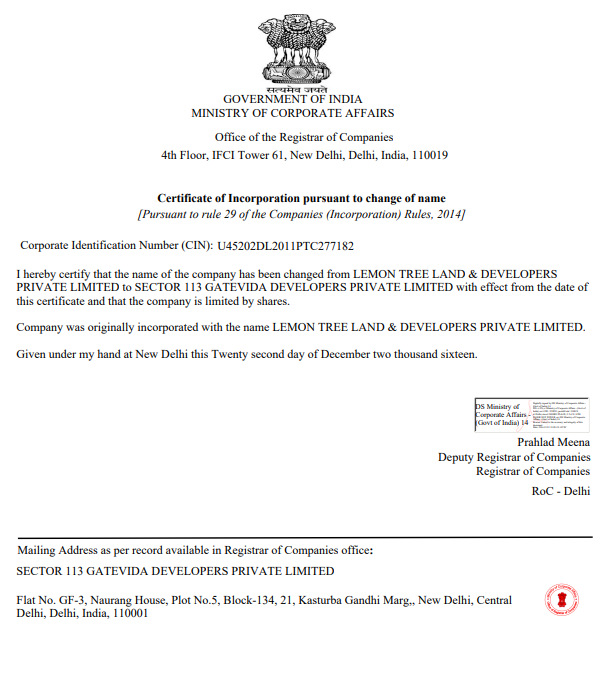 सत्यमेव जयते
GOVERNMENT OF INDIA
MINISTRY OF CORPORATE AFFAIRS
Office of the Registrar of Companies
4th Floor, IFCI Tower 61, New Delhi, Delhi, India, 110019
Certificate of Incorporation pursuant to change of name
[Pursuant to rule 29 of the Companies (Incorporation) Rules, 2014]
Corporate Identification Number (CIN): U45202DL2011PTC277182
I hereby certify that the name of the company has been changed from LEMON TREE LAND & DEVELOPERS
PRIVATE LIMITED to SECTOR 113 GATEVIDA DEVELOPERS PRIVATE LIMITED with effect from the date of
this certificate and that the company is limited by shares.
Company was originally incorporated with the name LEMON TREE LAND & DEVELOPERS PRIVATE LIMITED.
Given under my hand at New Delhi this Twenty second day of December two thousand sixteen.
DS Ministry of
Corporate Affairs -
(Govt of India) 14
Prahlad Meena
Deputy Registrar of Companies
Registrar of Companies
RoC - Delhi
Mailing Address as per record available in Registrar of Companies office:
SECTOR 113 GATEVIDA DEVELOPERS PRIVATE LIMITED
Flat No. GF-3, Naurang House, Plot No.5, Block-134, 21, Kasturba Gandhi Marg,, New Delhi, Central
Delhi, Delhi, India, 110001